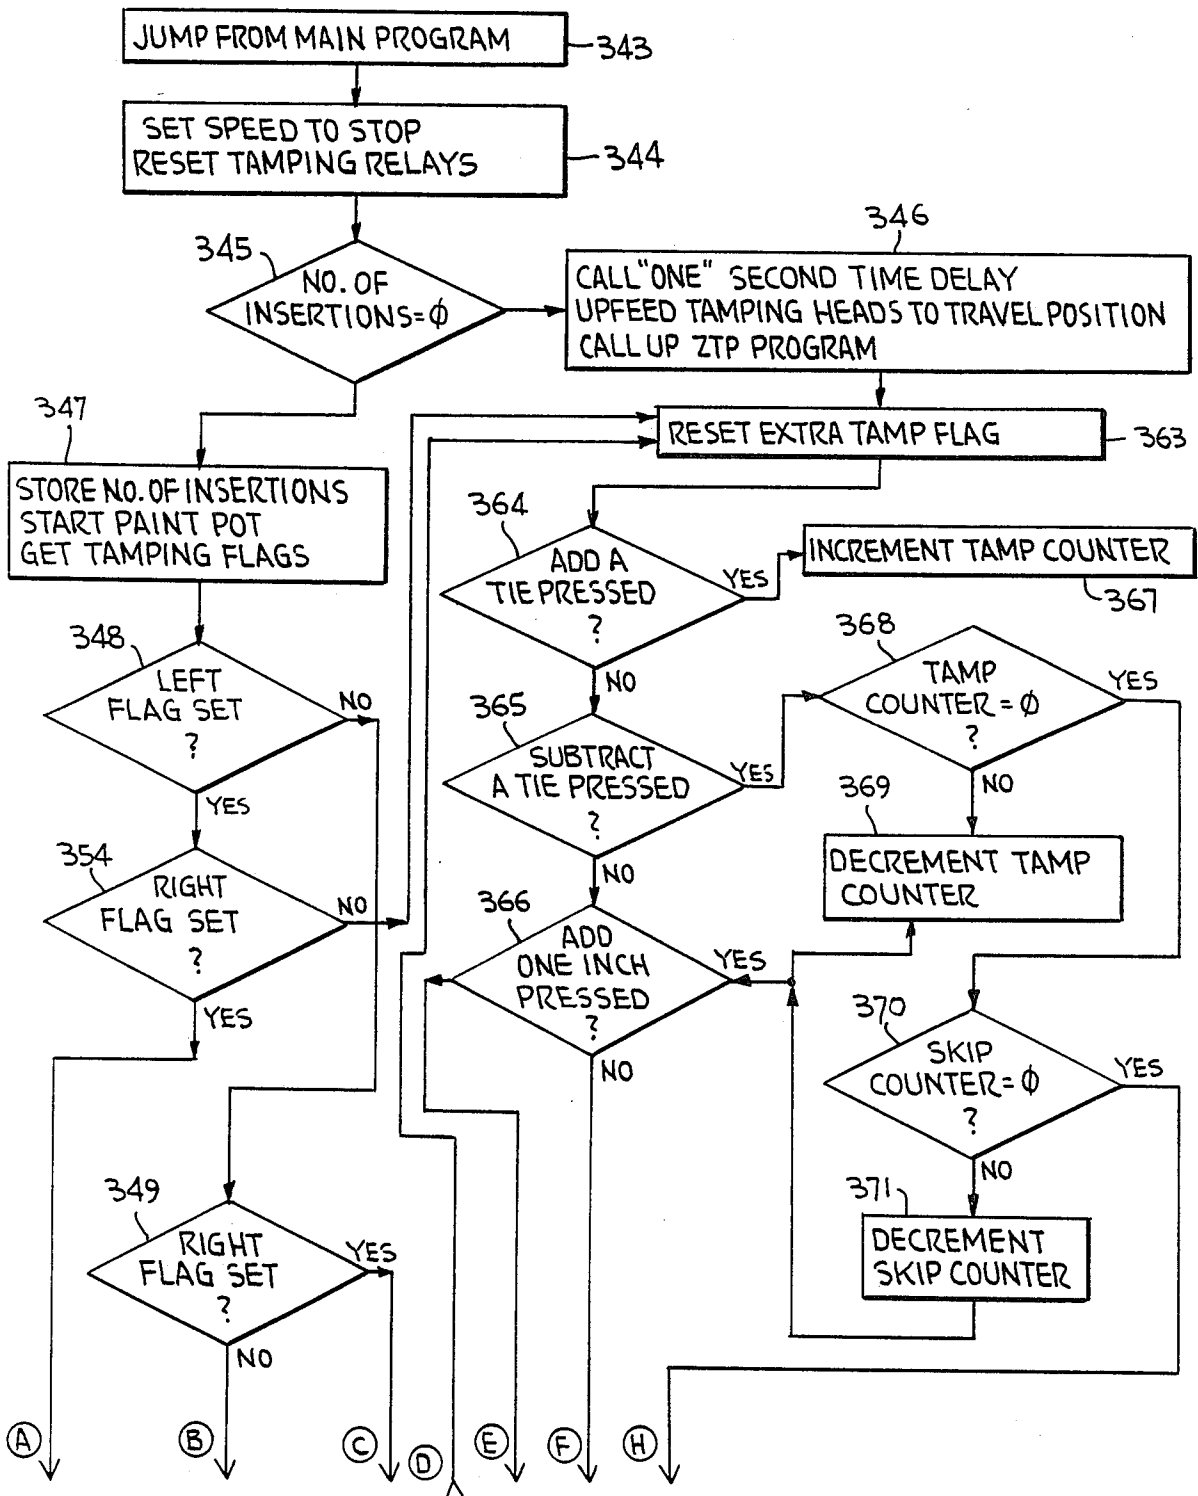 JUMP FROM MAIN PROGRAM
343
SET SPEED TO STOP
RESET TAMPING RELAYS
344
345
NO. OF
INSERTIONS=ϕ
346
CALL "ONE" SECOND TIME DELAY
UPFEED TAMPING HEADS TO TRAVEL POSITION
CALL UP ZTP PROGRAM
347
STORE NO. OF INSERTIONS
START PAINT POT
GET TAMPING FLAGS
RESET EXTRA TAMP FLAG
363
364
ADD A
TIE PRESSED
?
YES
NO
INCREMENT TAMP COUNTER
367
348
LEFT
FLAG SET
?
NO
YES
365
SUBTRACT
A TIE PRESSED
?
YES
NO
368
TAMP
COUNTER = ϕ
?
YES
NO
369
DECREMENT TAMP
COUNTER
354
RIGHT
FLAG SET
?
NO
YES
366
ADD
ONE INCH
PRESSED
?
YES
NO
370
SKIP
COUNTER = ϕ
?
YES
NO
371
DECREMENT
SKIP COUNTER
349
RIGHT
FLAG SET
?
YES
NO
A
B
C
D
E
F
H